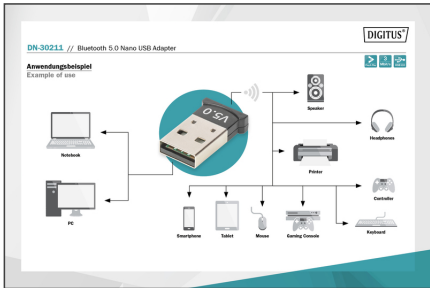 DIGITUS®
DN-30211 // Bluetooth 5.0 Nano USB Adapter
Anwendungsbeispiel
Example of use
V5.0
Speaker
Headphones
Notebook
Printer
PC
Controller
Smartphone
Tablet
Mouse
Gaming Console
Keyboard